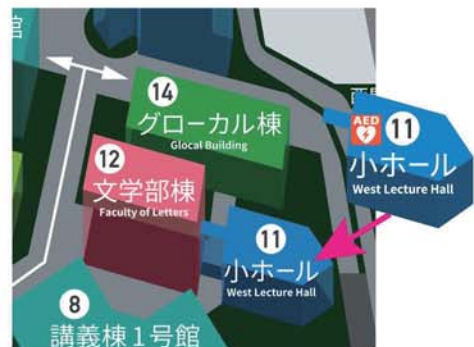 館
14
グローカル棟
Glocal Building
12
文学部棟
Faculty of Letters
AED
11
小ホール
West Lecture Hall
11
小ホール
West Lecture Hall
8
講義棟1号館